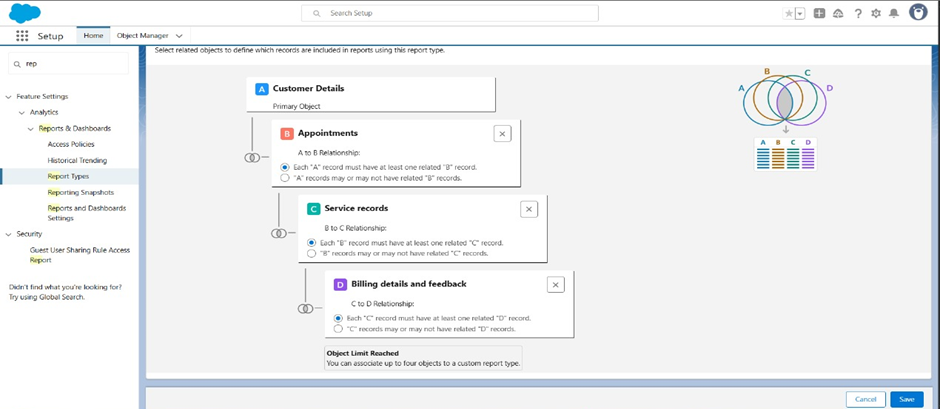 Search Setup
Setup
Home
Object Manager
rep
Feature Settings
Analytics
Reports & Dashboards
Access Policies
Historical Trending
Report Types
Reporting Snapshots
Reports and Dashboards
Settings
Security
Guest User Sharing Rule Access
Report
Didn't find what you're looking for?
Try using Global Search.
Select related objects to define which records are included in reports using this report type.
A Customer Details
Primary Object
B Appointments
A to B Relationship:
Each "A" record must have at least one related "B" record.
"A" records may or may not have related "B" records.
C Service records
B to C Relationship:
Each "B" record must have at least one related "C" record.
"B" records may or may not have related "C" records.
D Billing details and feedback
C to D Relationship:
Each "C" record must have at least one related "D" record.
"C" records may or may not have related "D" records.
Object Limit Reached
You can associate up to four objects to a custom report type.
A B C D
A B C D
Cancel
Save